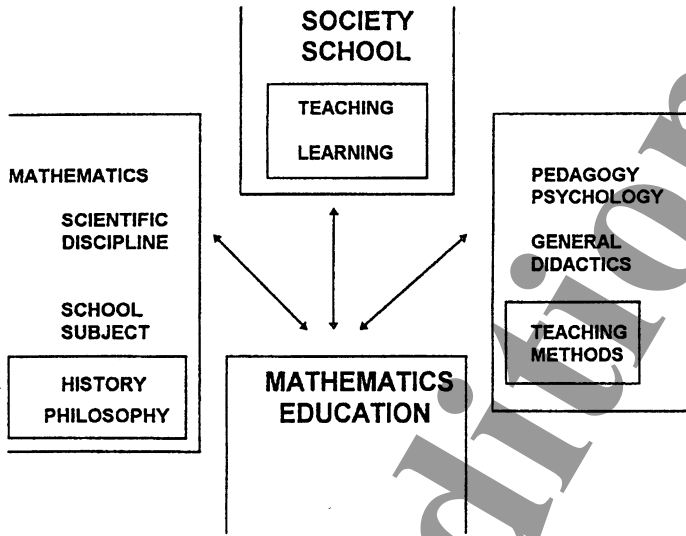 SOCIETY
SCHOOL
TEACHING
LEARNING
MATHEMATICS
SCIENTIFIC
DISCIPLINE
SCHOOL
SUBJECT
HISTORY
PHILOSOPHY
PEDAGOGY
PSYCHOLOGY
GENERAL
DIDACTICS
TEACHING
METHODS
MATHEMATICS
EDUCATION
dition